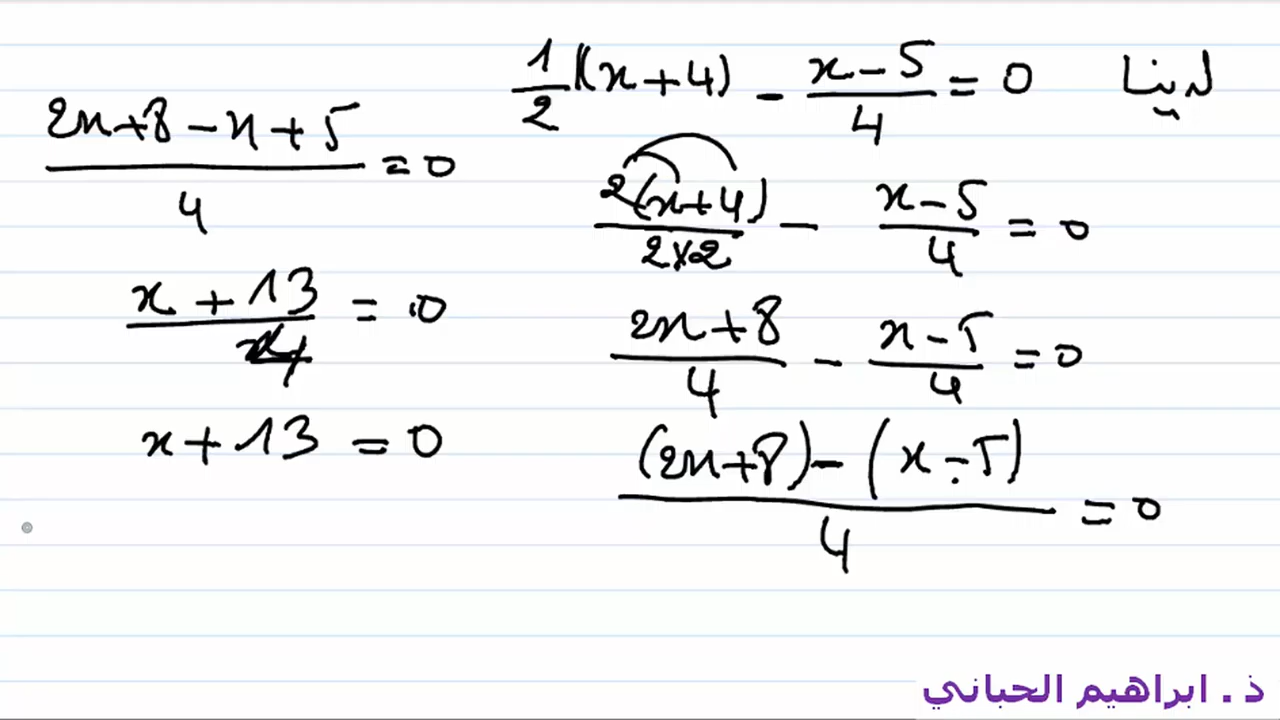 لدينا 1/2 (x+4) - (x-5)/4 = 0
2(x+4)/(2×2) - (x-5)/4 = 0
(2x+8)/4 - (x-5)/4 = 0
((2x+8)-(x-5))/4 = 0
(2x+8-x+5)/4 = 0
(x+13)/4 = 0
x+13 = 0
ذ . ابراهيم الحباني